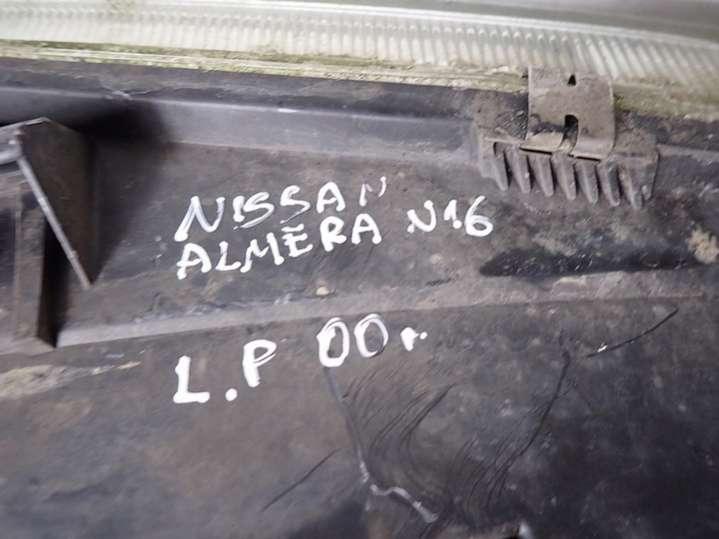 NISSAN
ALMERA N16
L.P 00r.